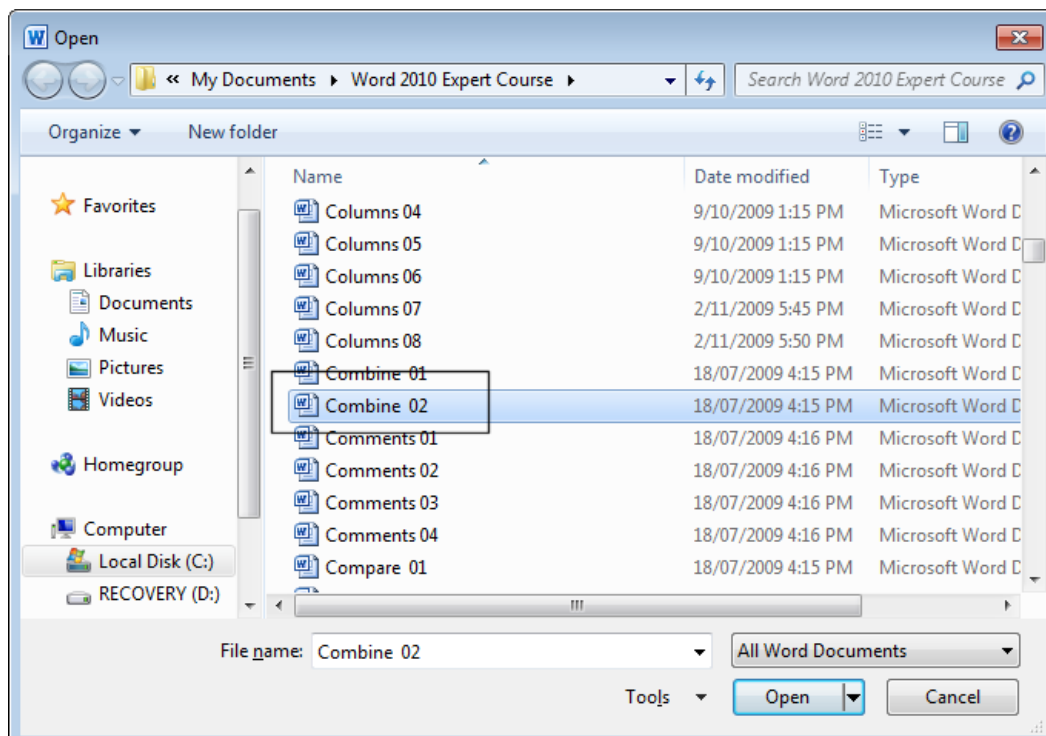 Open
« My Documents Word 2010 Expert Course
Search Word 2010 Expert Course
Organize
New folder
Name Date modified Type
Favorites
Libraries
Documents
Music
Pictures
Videos
Homegroup
Computer
Local Disk (C:)
RECOVERY (D:)
Columns 04 9/10/2009 1:15 PM Microsoft Word D
Columns 05 9/10/2009 1:15 PM Microsoft Word D
Columns 06 9/10/2009 1:15 PM Microsoft Word D
Columns 07 2/11/2009 5:45 PM Microsoft Word D
Columns 08 2/11/2009 5:50 PM Microsoft Word D
Combine 01 18/07/2009 4:15 PM Microsoft Word D
Combine 02 18/07/2009 4:15 PM Microsoft Word D
Comments 01 18/07/2009 4:16 PM Microsoft Word D
Comments 02 18/07/2009 4:16 PM Microsoft Word D
Comments 03 18/07/2009 4:16 PM Microsoft Word D
Comments 04 18/07/2009 4:16 PM Microsoft Word D
Compare 01 18/07/2009 4:15 PM Microsoft Word D
File name: Combine 02
All Word Documents
Tools
Open
Cancel